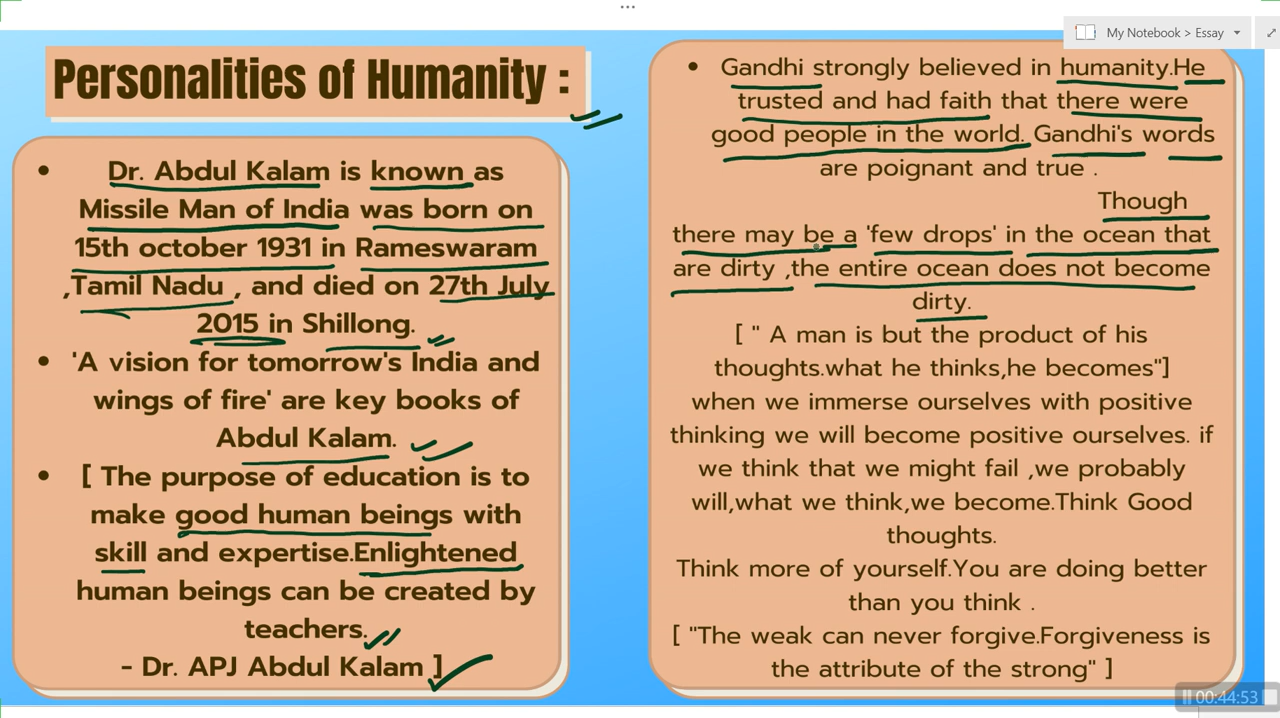 My Notebook > Essay
Personalities of Humanity :
• Dr. Abdul Kalam is known as
Missile Man of India was born on
15th october 1931 in Rameswaram
,Tamil Nadu , and died on 27th July
2015 in Shillong.
• 'A vision for tomorrow's India and
wings of fire' are key books of
Abdul Kalam.
• [ The purpose of education is to
make good human beings with
skill and expertise.Enlightened
human beings can be created by
teachers.
- Dr. APJ Abdul Kalam ]
• Gandhi strongly believed in humanity.He
trusted and had faith that there were
good people in the world. Gandhi's words
are poignant and true .
Though
there may be a 'few drops' in the ocean that
are dirty ,the entire ocean does not become
dirty.
[ " A man is but the product of his
thoughts.what he thinks,he becomes"]
when we immerse ourselves with positive
thinking we will become positive ourselves. if
we think that we might fail ,we probably
will,what we think,we become.Think Good
thoughts.
Think more of yourself.You are doing better
than you think .
[ "The weak can never forgive.Forgiveness is
the attribute of the strong" ]
00:44:53